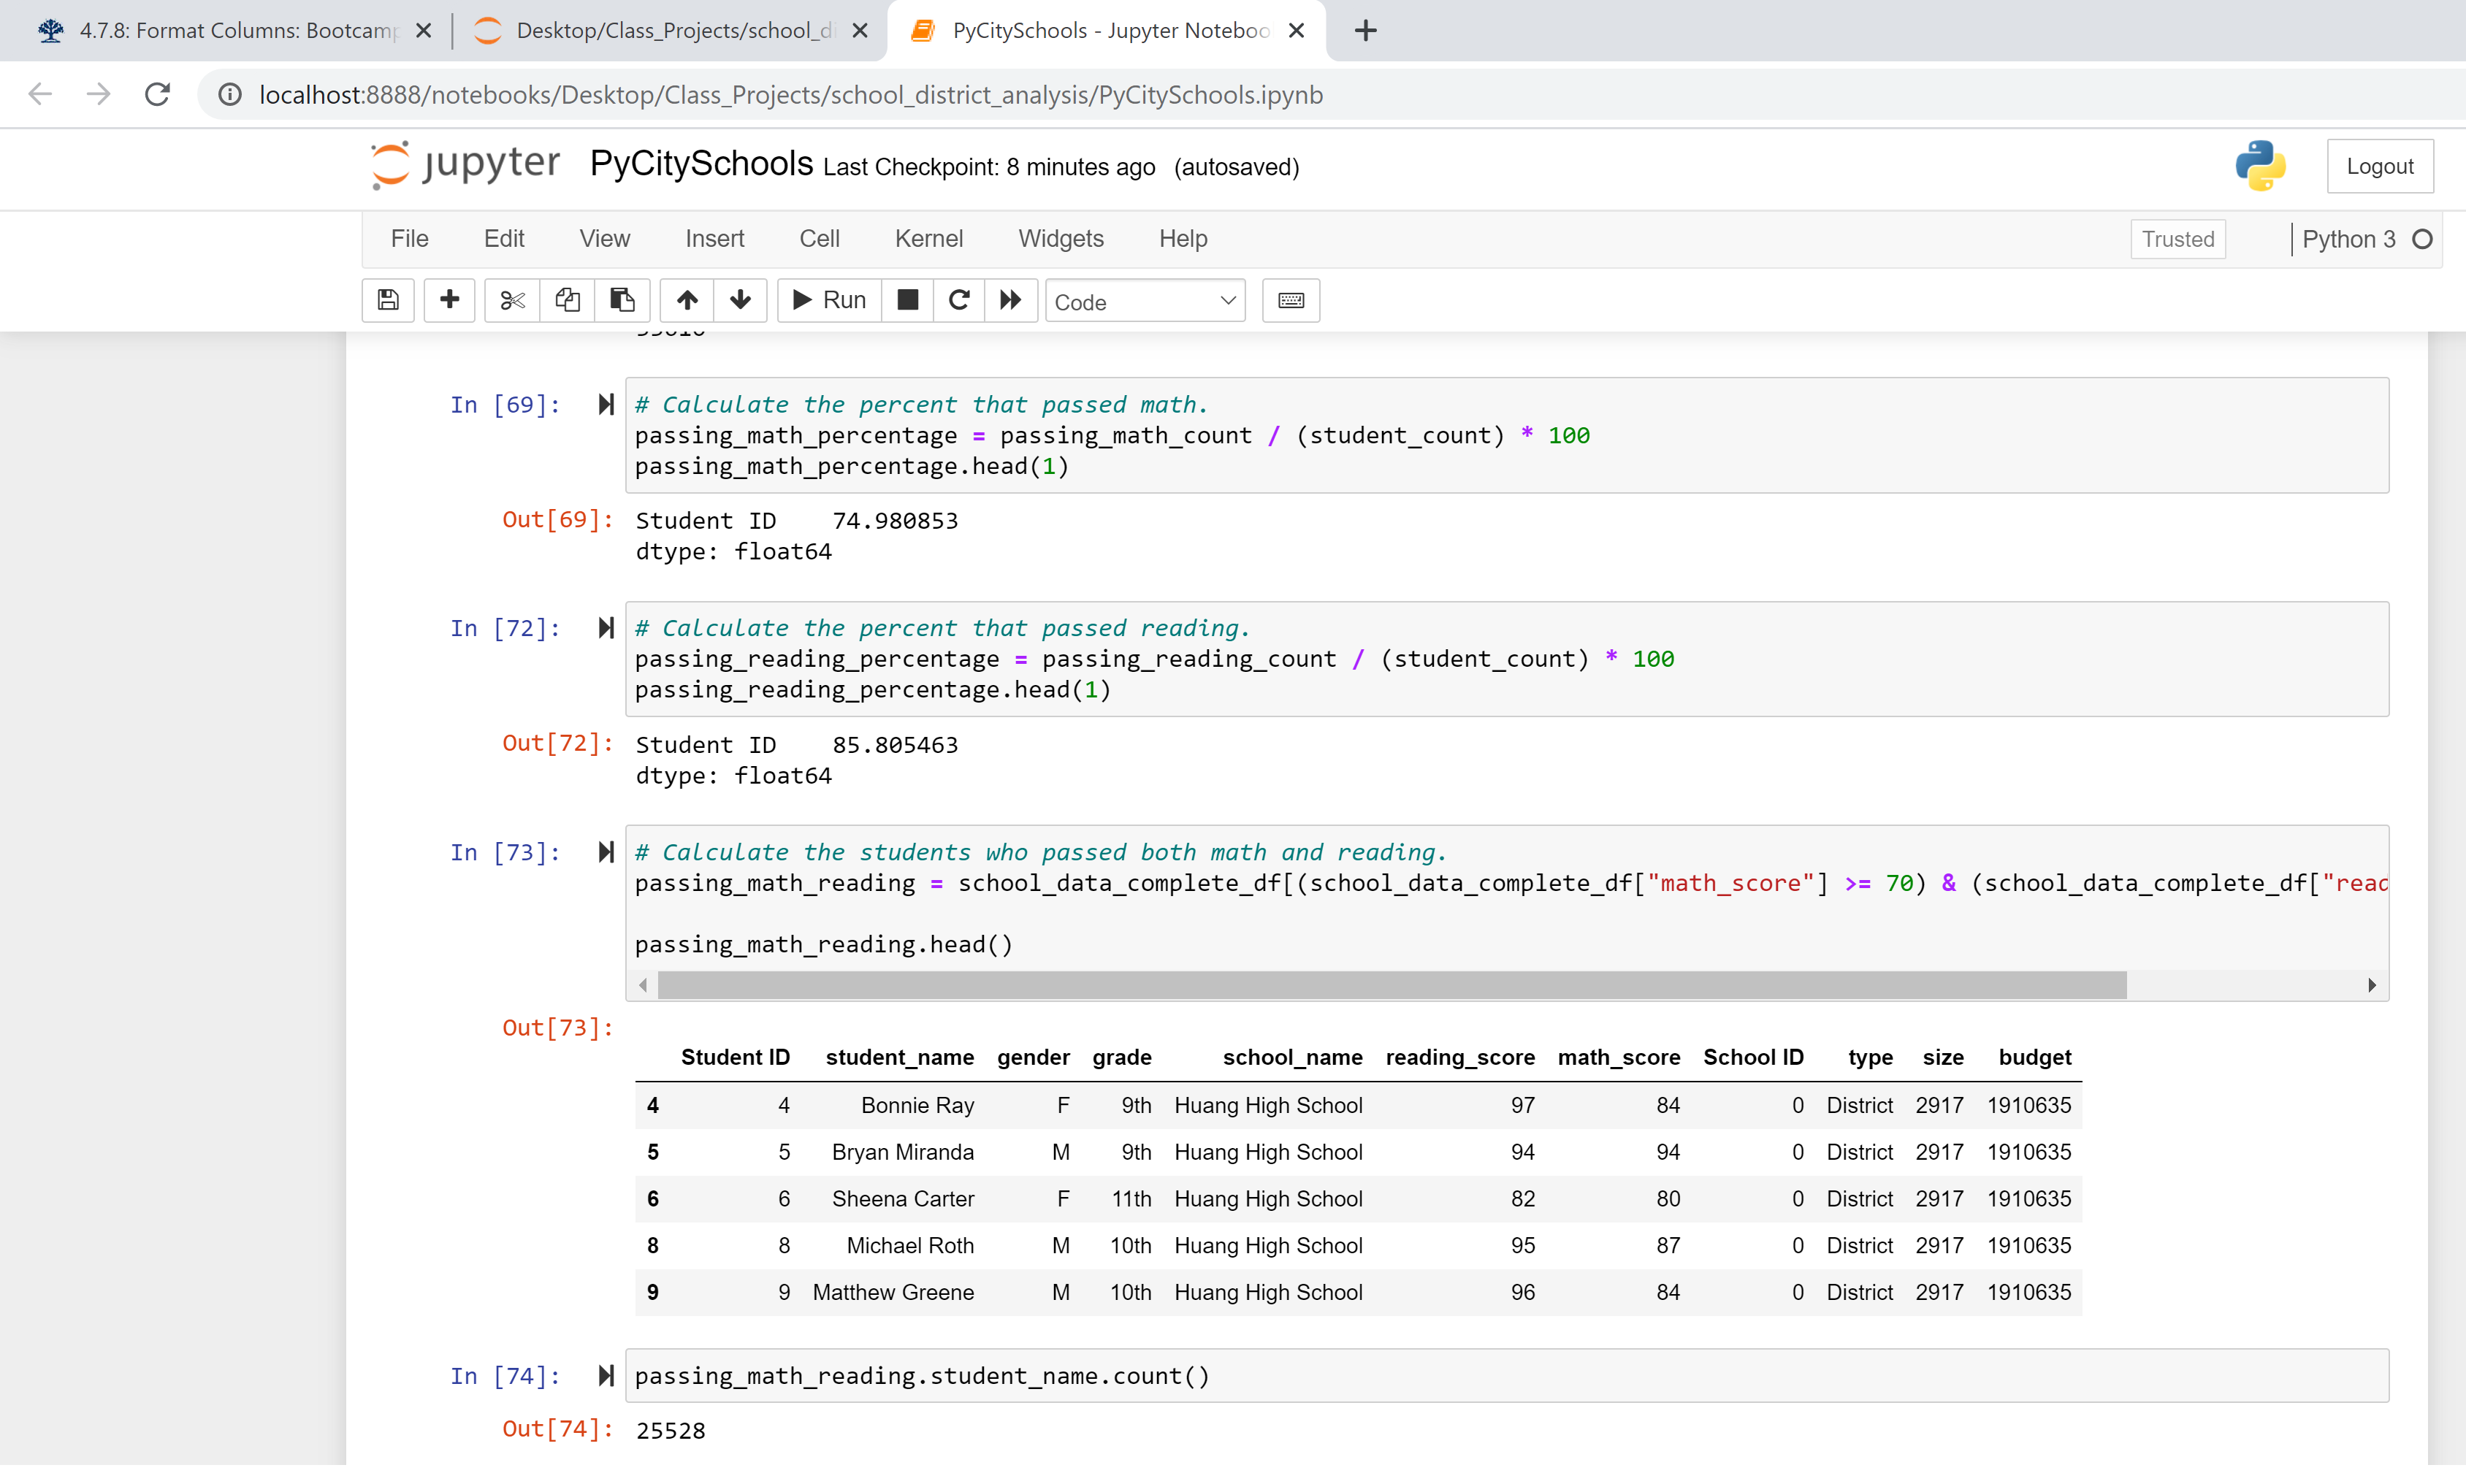 4.7.8: Format Columns: Bootcamp
Desktop/Class_Projects/school_di
PyCitySchools - Jupyter Noteboo
localhost:8888/notebooks/Desktop/Class_Projects/school_district_analysis/PyCitySchools.ipynb
jupyter PyCitySchools Last Checkpoint: 8 minutes ago (autosaved)
Logout
File Edit View Insert Cell Kernel Widgets Help
Trusted
Python 3
Run
Code
In [69]:
# Calculate the percent that passed math.
passing_math_percentage = passing_math_count / (student_count) * 100
passing_math_percentage.head(1)
Out[69]: Student ID 74.980853
dtype: float64
In [72]:
# Calculate the percent that passed reading.
passing_reading_percentage = passing_reading_count / (student_count) * 100
passing_reading_percentage.head(1)
Out[72]: Student ID 85.805463
dtype: float64
In [73]:
# Calculate the students who passed both math and reading.
passing_math_reading = school_data_complete_df[(school_data_complete_df["math_score"] >= 70) & (school_data_complete_df["read
passing_math_reading.head()
Out[73]:
Student ID student_name gender grade school_name reading_score math_score School ID type size budget
4 4 Bonnie Ray F 9th Huang High School 97 84 0 District 2917 1910635
5 5 Bryan Miranda M 9th Huang High School 94 94 0 District 2917 1910635
6 6 Sheena Carter F 11th Huang High School 82 80 0 District 2917 1910635
8 8 Michael Roth M 10th Huang High School 95 87 0 District 2917 1910635
9 9 Matthew Greene M 10th Huang High School 96 84 0 District 2917 1910635
In [74]: passing_math_reading.student_name.count()
Out[74]: 25528